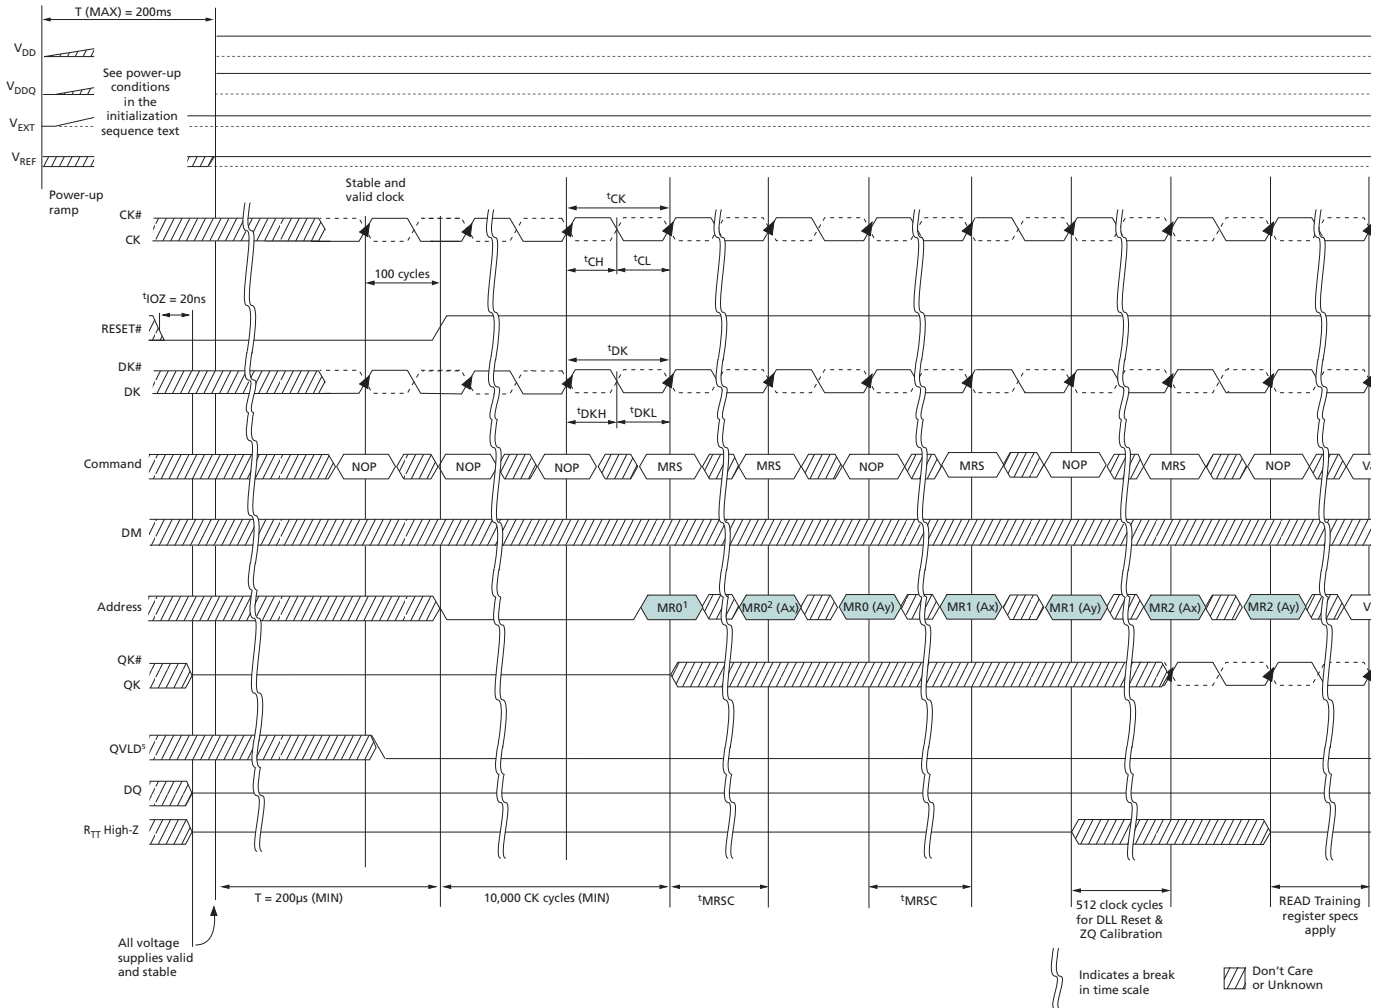 T (MAX) = 200ms
VDD
VDDQ
VEXT
VREF
See power-up
conditions
in the
initialization
sequence text
Power-up
ramp
Stable and
valid clock
tCK
CK#
CK
tCH
tCL
100 cycles
tIOZ = 20ns
RESET#
tDK
DK#
DK
tDKH
tDKL
Command
NOP NOP NOP MRS MRS NOP MRS NOP MRS NOP
DM
Address
MR0¹ MR0² (Ax) MR0 (Ay) MR1 (Ax) MR1 (Ay) MR2 (Ax) MR2 (Ay)
QK#
QK
QVLD⁵
DQ
RTT High-Z
T = 200µs (MIN)
10,000 CK cycles (MIN)
tMRSC
tMRSC
512 clock cycles
for DLL Reset &
ZQ Calibration
READ Training
register specs
apply
All voltage
supplies valid
and stable
Indicates a break
in time scale
Don't Care
or Unknown